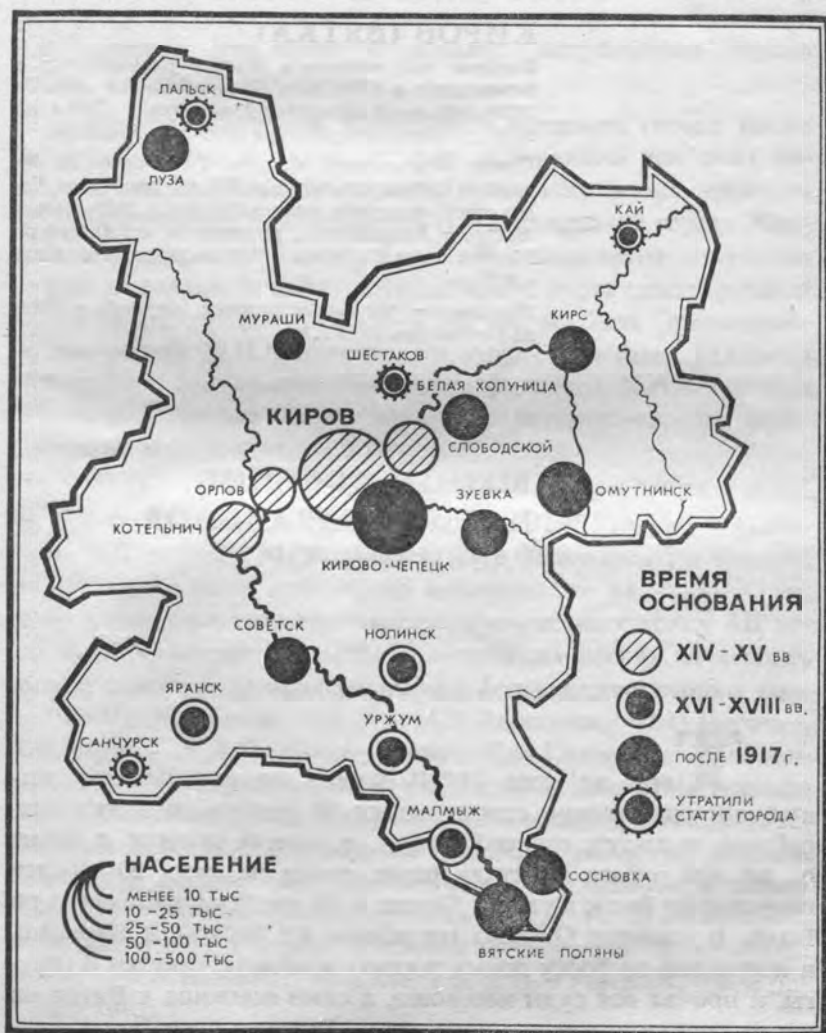 ЛАЛЬСК
ЛУЗА
КАЙ
МУРАШИ
КИРС
ШЕСТАКОВ
БЕЛАЯ ХОЛУНИЦА
КИРОВ
СЛОБОДСКОЙ
ОРЛОВ
ЗУЕВКА
ОМУТНИНСК
КОТЕЛЬНИЧ
КИРОВО-ЧЕПЕЦК
СОВЕТСК
НОЛИНСК
ЯРАНСК
УРЖУМ
САНЧУРСК
МАЛМЫЖ
СОСНОВКА
ВЯТСКИЕ ПОЛЯНЫ
ВРЕМЯ
ОСНОВАНИЯ
XIV - XV ВВ
XVI - XVIII ВВ.
ПОСЛЕ 1917 Г.
УТРАТИЛИ
СТАТУТ ГОРОДА
НАСЕЛЕНИЕ
МЕНЕЕ 10 ТЫС
10 - 25 ТЫС
25 - 50 ТЫС
50 - 100 ТЫС
100 - 500 ТЫС